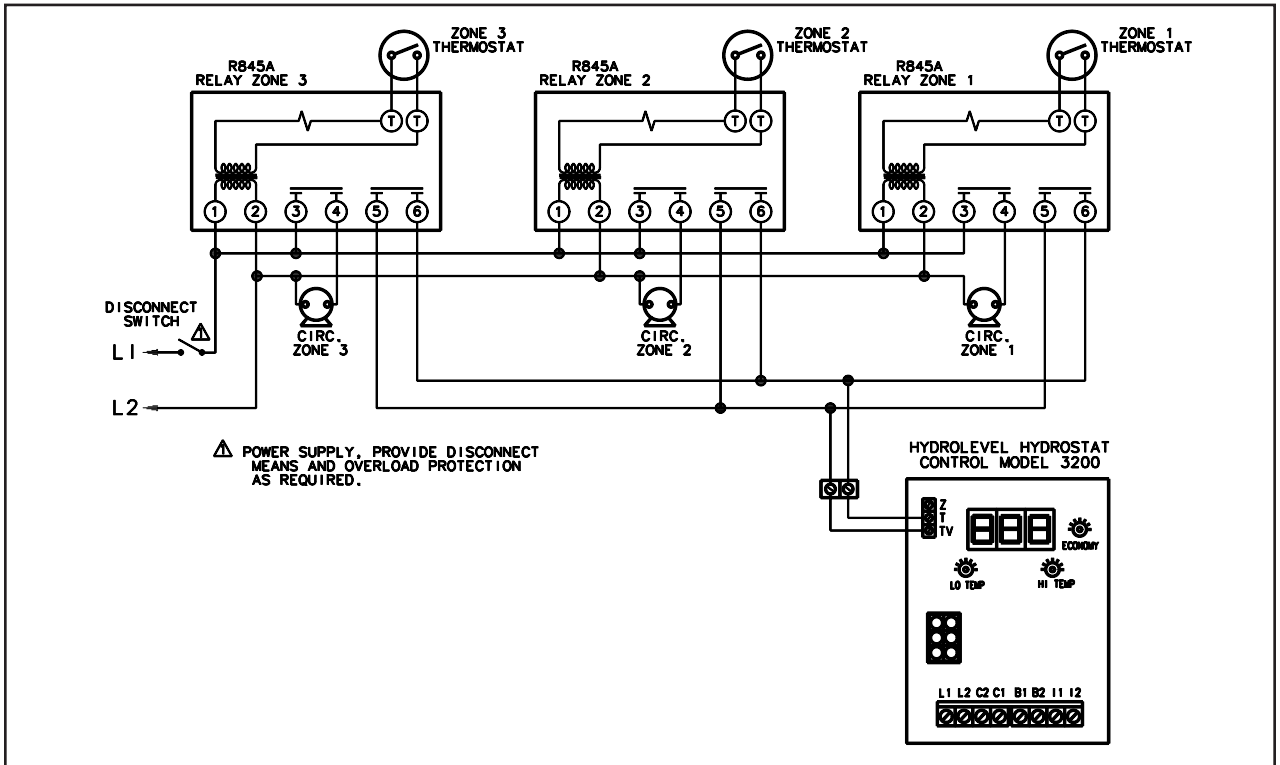 ZONE 3
THERMOSTAT
ZONE 2
THERMOSTAT
ZONE 1
THERMOSTAT
R845A
RELAY ZONE 3
R845A
RELAY ZONE 2
R845A
RELAY ZONE 1
T T
T T
T T
1 2 3 4 5 6
1 2 3 4 5 6
1 2 3 4 5 6
DISCONNECT
SWITCH
1
L1
L2
CIRC.
ZONE 3
CIRC.
ZONE 2
CIRC.
ZONE 1
1 POWER SUPPLY, PROVIDE DISCONNECT
MEANS AND OVERLOAD PROTECTION
AS REQUIRED.
HYDROLEVEL HYDROSTAT
CONTROL MODEL 3200
Z
T
TV
888
ECONOMY
LO TEMP
HI TEMP
L1 L2 C2 C1 B1 B2 I1 I2